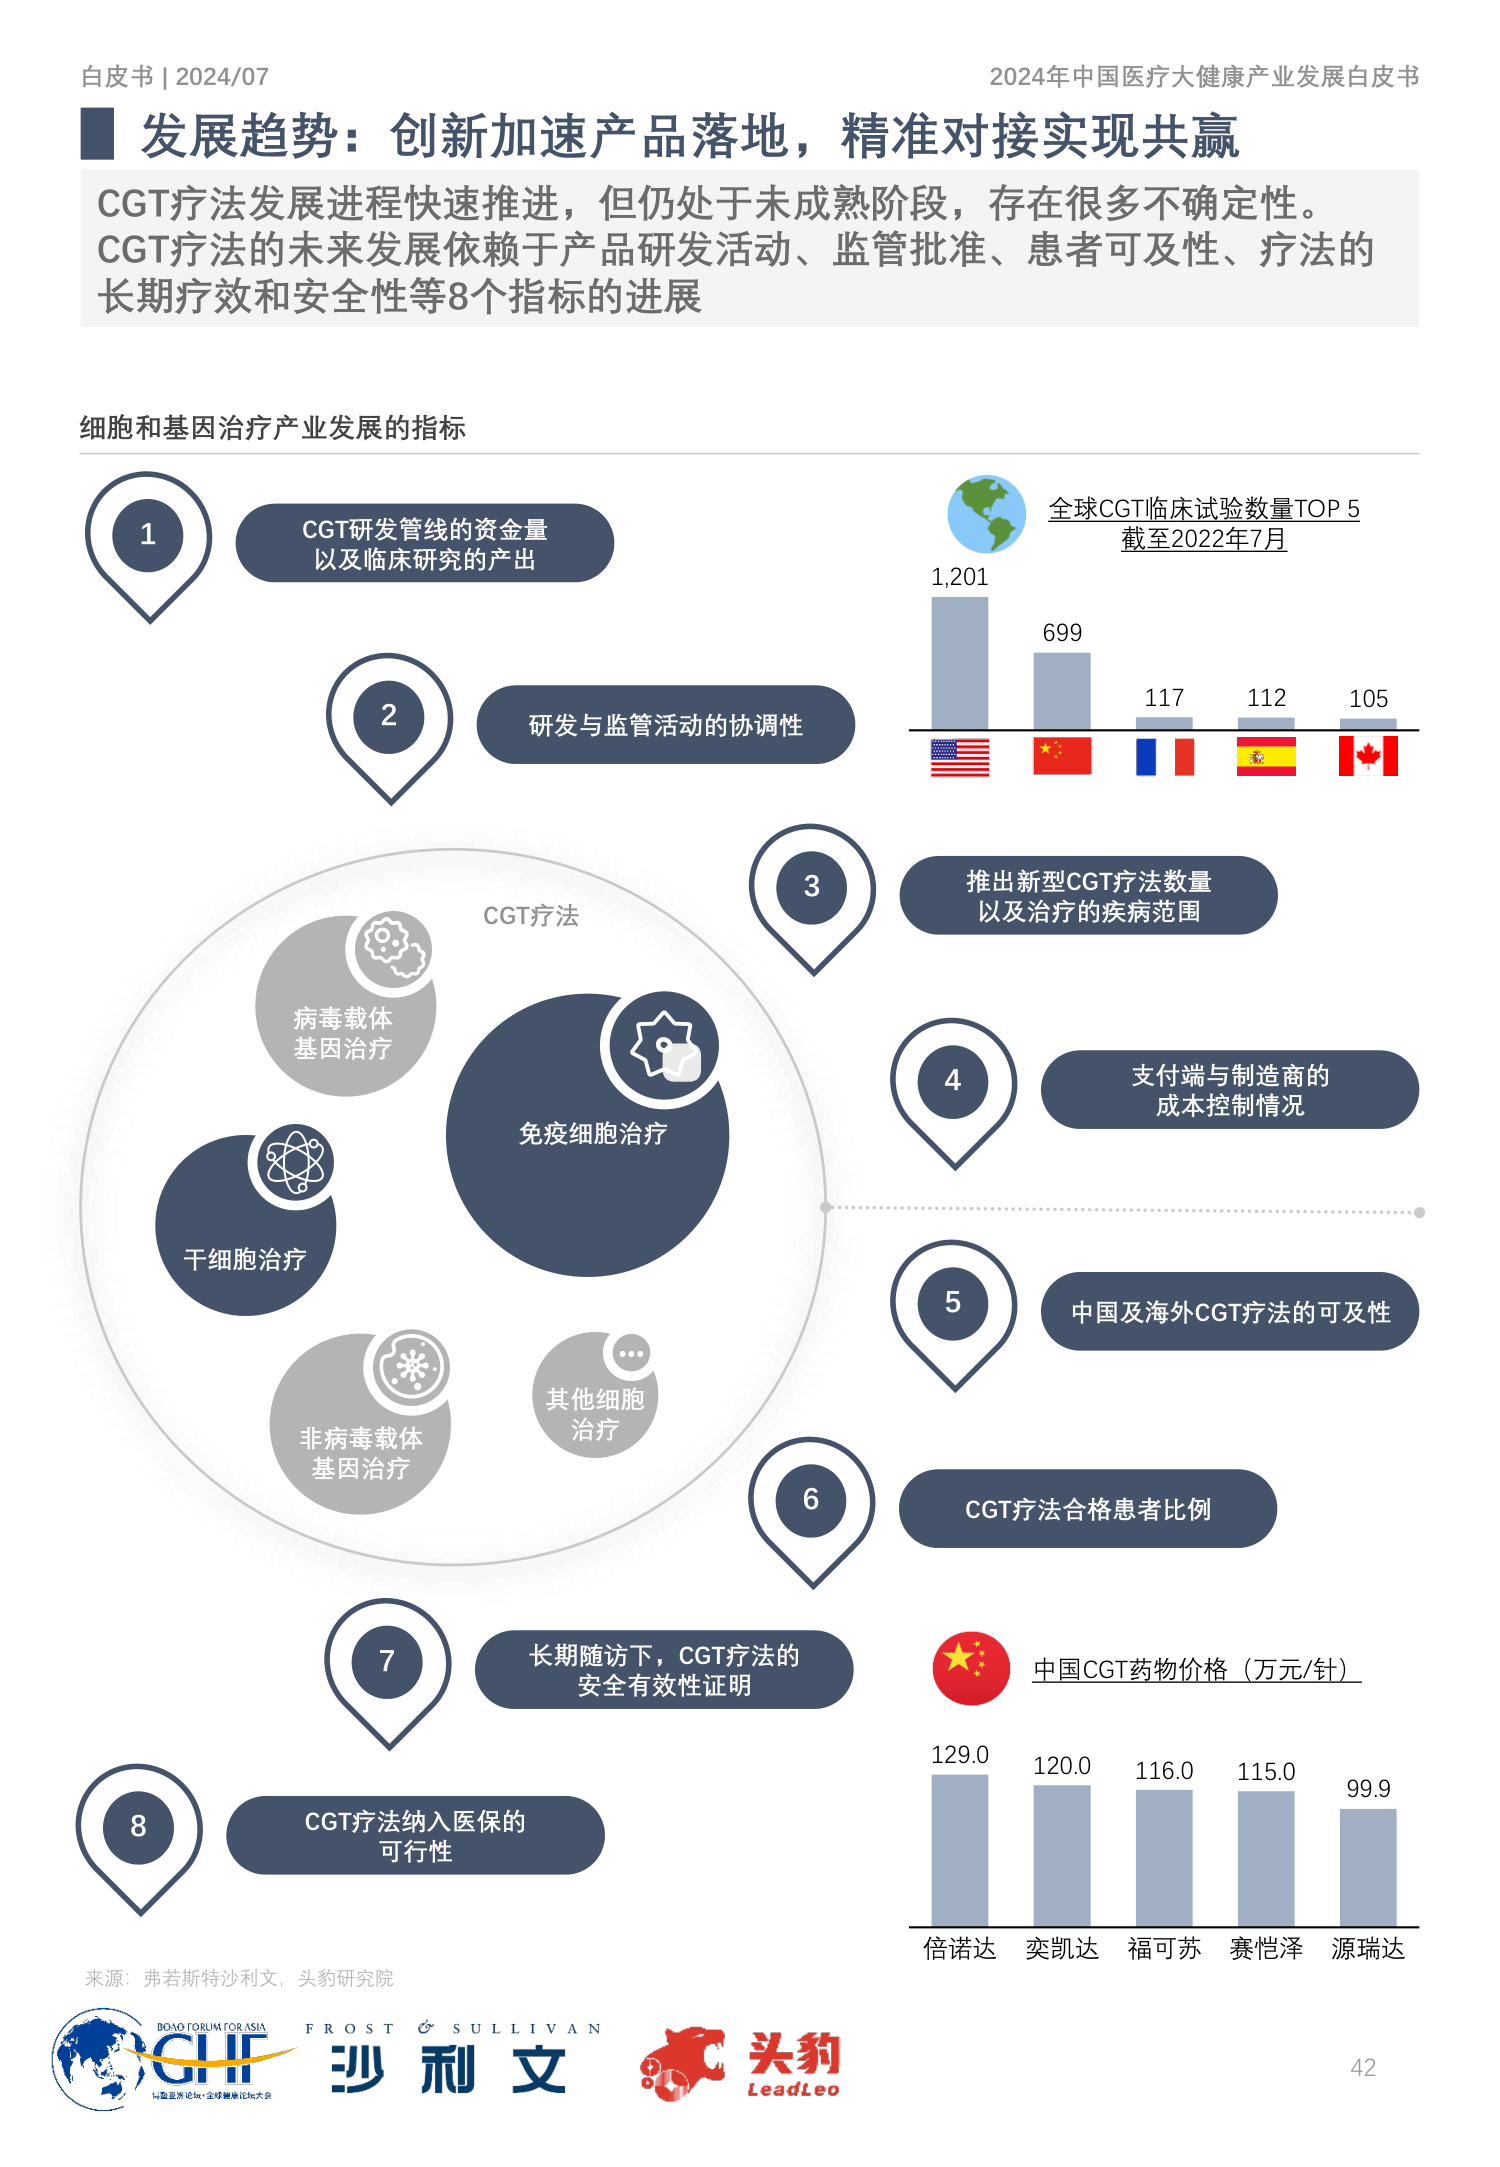 白皮书 | 2024/07
2024年中国医疗大健康产业发展白皮书
发展趋势：创新加速产品落地，精准对接实现共赢
CGT疗法发展进程快速推进，但仍处于未成熟阶段，存在很多不确定性。
CGT疗法的未来发展依赖于产品研发活动、监管批准、患者可及性、疗法的
长期疗效和安全性等8个指标的进展
细胞和基因治疗产业发展的指标
1
CGT研发管线的资金量
以及临床研究的产出
全球CGT临床试验数量TOP 5
截至2022年7月
1,201
699
117
112
105
2
研发与监管活动的协调性
3
推出新型CGT疗法数量
以及治疗的疾病范围
CGT疗法
病毒载体
基因治疗
免疫细胞治疗
干细胞治疗
非病毒载体
基因治疗
其他细胞
治疗
4
支付端与制造商的
成本控制情况
5
中国及海外CGT疗法的可及性
6
CGT疗法合格患者比例
7
长期随访下，CGT疗法的
安全有效性证明
8
CGT疗法纳入医保的
可行性
中国CGT药物价格（万元/针）
129.0
120.0
116.0
115.0
99.9
倍诺达
奕凯达
福可苏
赛恺泽
源瑞达
来源：弗若斯特沙利文，头豹研究院
BOAO FORUM FOR ASIA
GHF
博鳌亚洲论坛·全球健康论坛大会
FROST & SULLIVAN
沙利文
头豹
LeadLeo
42